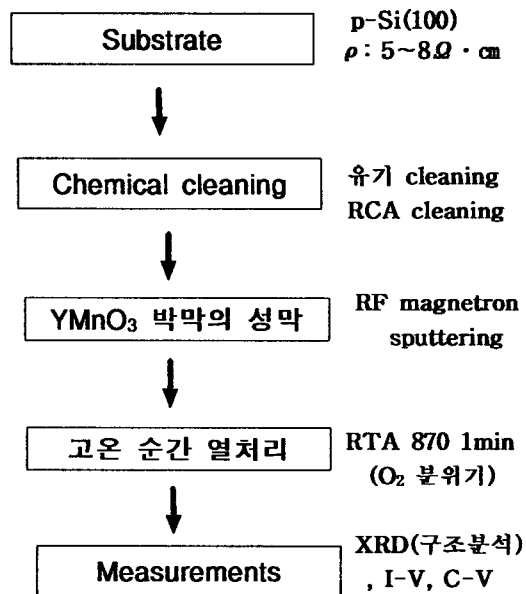 Substrate
p-Si(100)
ρ : 5~8Ω · ㎝
Chemical cleaning
유기 cleaning
RCA cleaning
YMnO₃ 박막의 성막
RF magnetron
sputtering
고온 순간 열처리
RTA 870 1min
(O₂ 분위기)
Measurements
XRD(구조분석)
, I-V, C-V